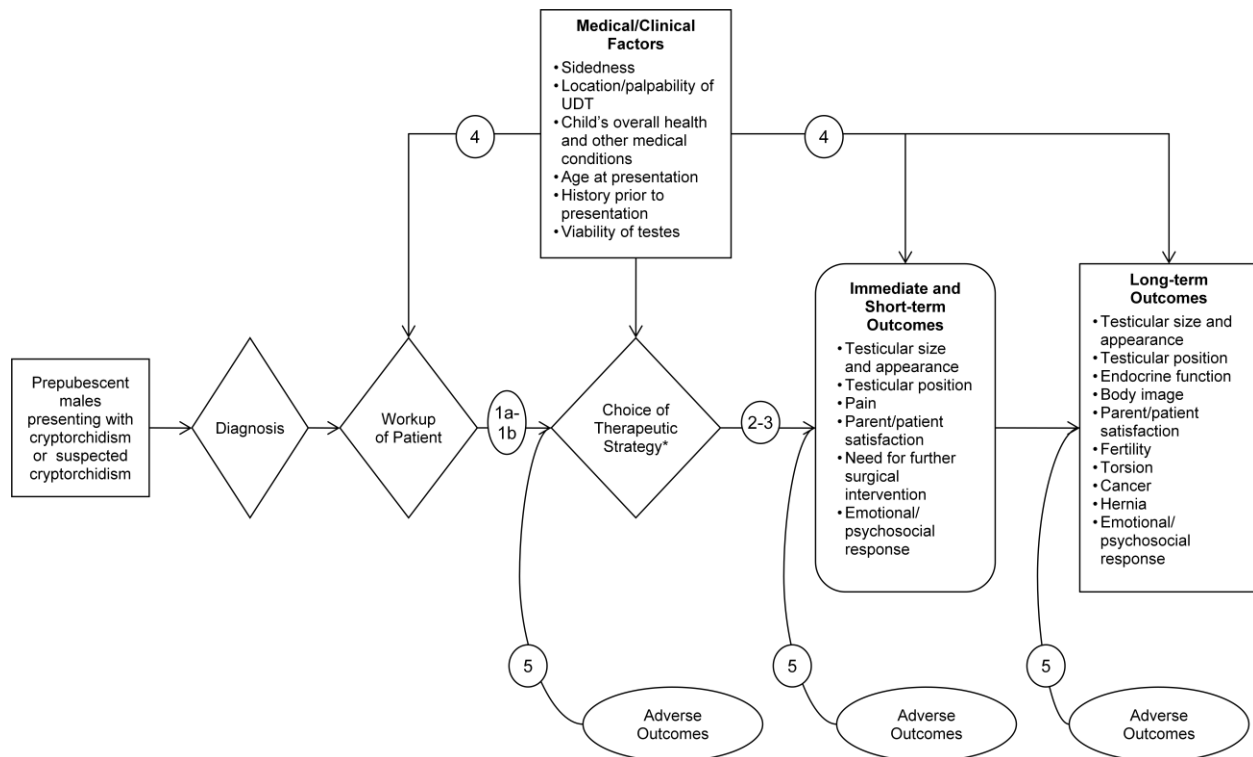 Medical/Clinical
Factors
• Sidedness
• Location/palpability of
UDT
• Child's overall health
and other medical
conditions
• Age at presentation
• History prior to
presentation
• Viability of testes
4
4
Prepubescent
males
presenting with
cryptorchidism
or suspected
cryptorchidism
Diagnosis
Workup
of Patient
1a-
1b
Choice of
Therapeutic
Strategy*
2-3
Immediate and
Short-term
Outcomes
• Testicular size
and appearance
• Testicular position
• Pain
• Parent/patient
satisfaction
• Need for further
surgical
intervention
• Emotional/
psychosocial
response
Long-term
Outcomes
• Testicular size and
appearance
• Testicular position
• Endocrine function
• Body image
• Parent/patient
satisfaction
• Fertility
• Torsion
• Cancer
• Hernia
• Emotional/
psychosocial
response
5
5
5
Adverse
Outcomes
Adverse
Outcomes
Adverse
Outcomes